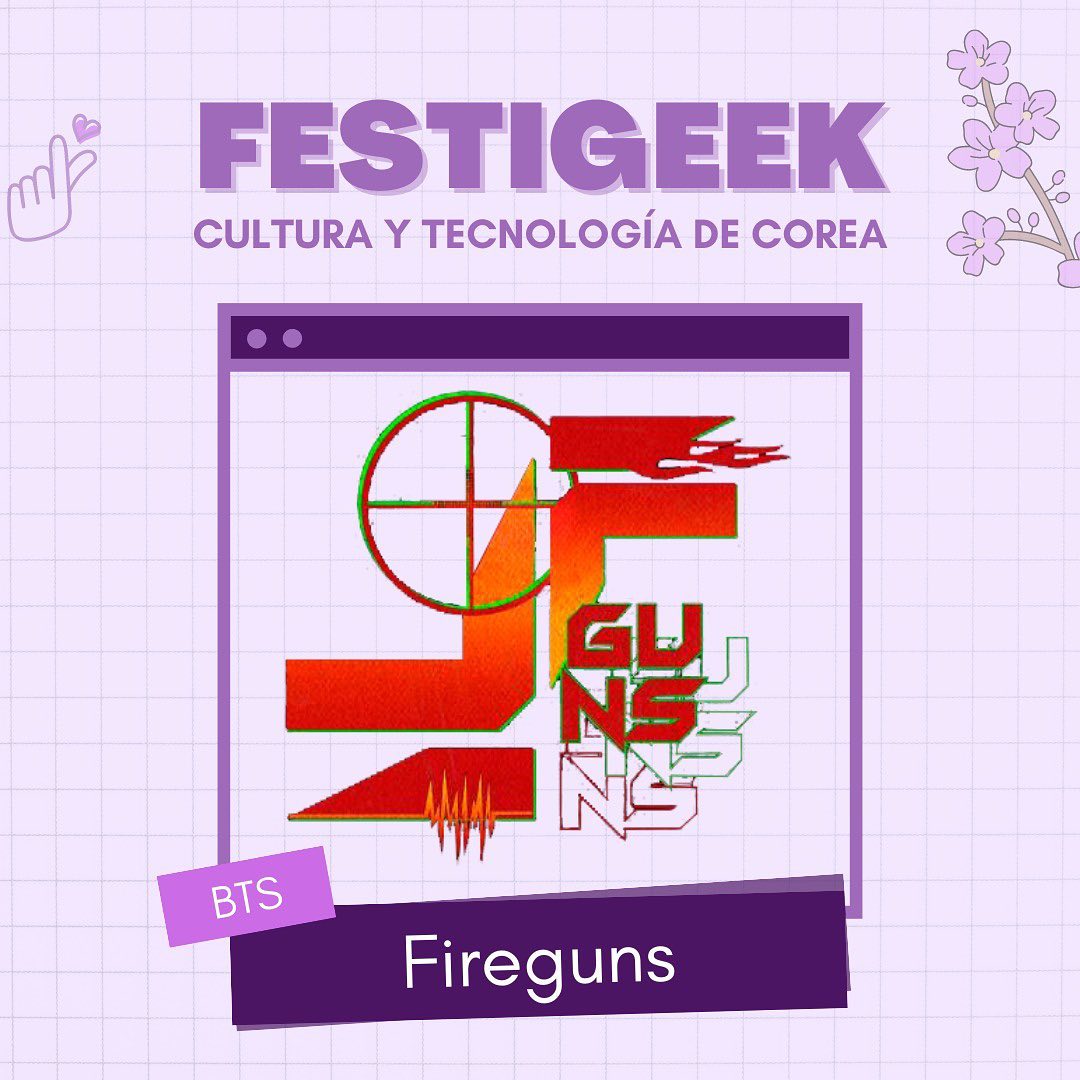 FESTIGEEK
CULTURA Y TECNOLOGÍA DE COREA
GU
NS
BTS
Fireguns